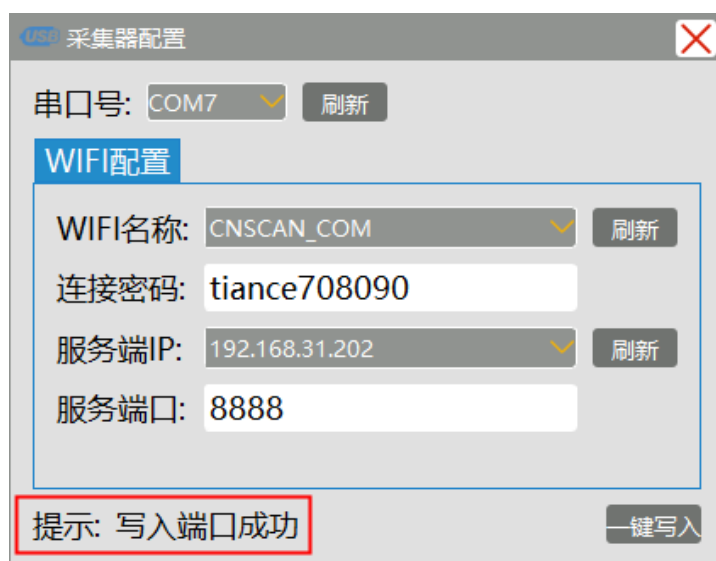 USB 采集器配置
串口号: COM7 刷新
WIFI配置
WIFI名称: CNSCAN_COM 刷新
连接密码: tiance708090
服务端IP: 192.168.31.202 刷新
服务端口: 8888
提示: 写入端口成功 一键写入